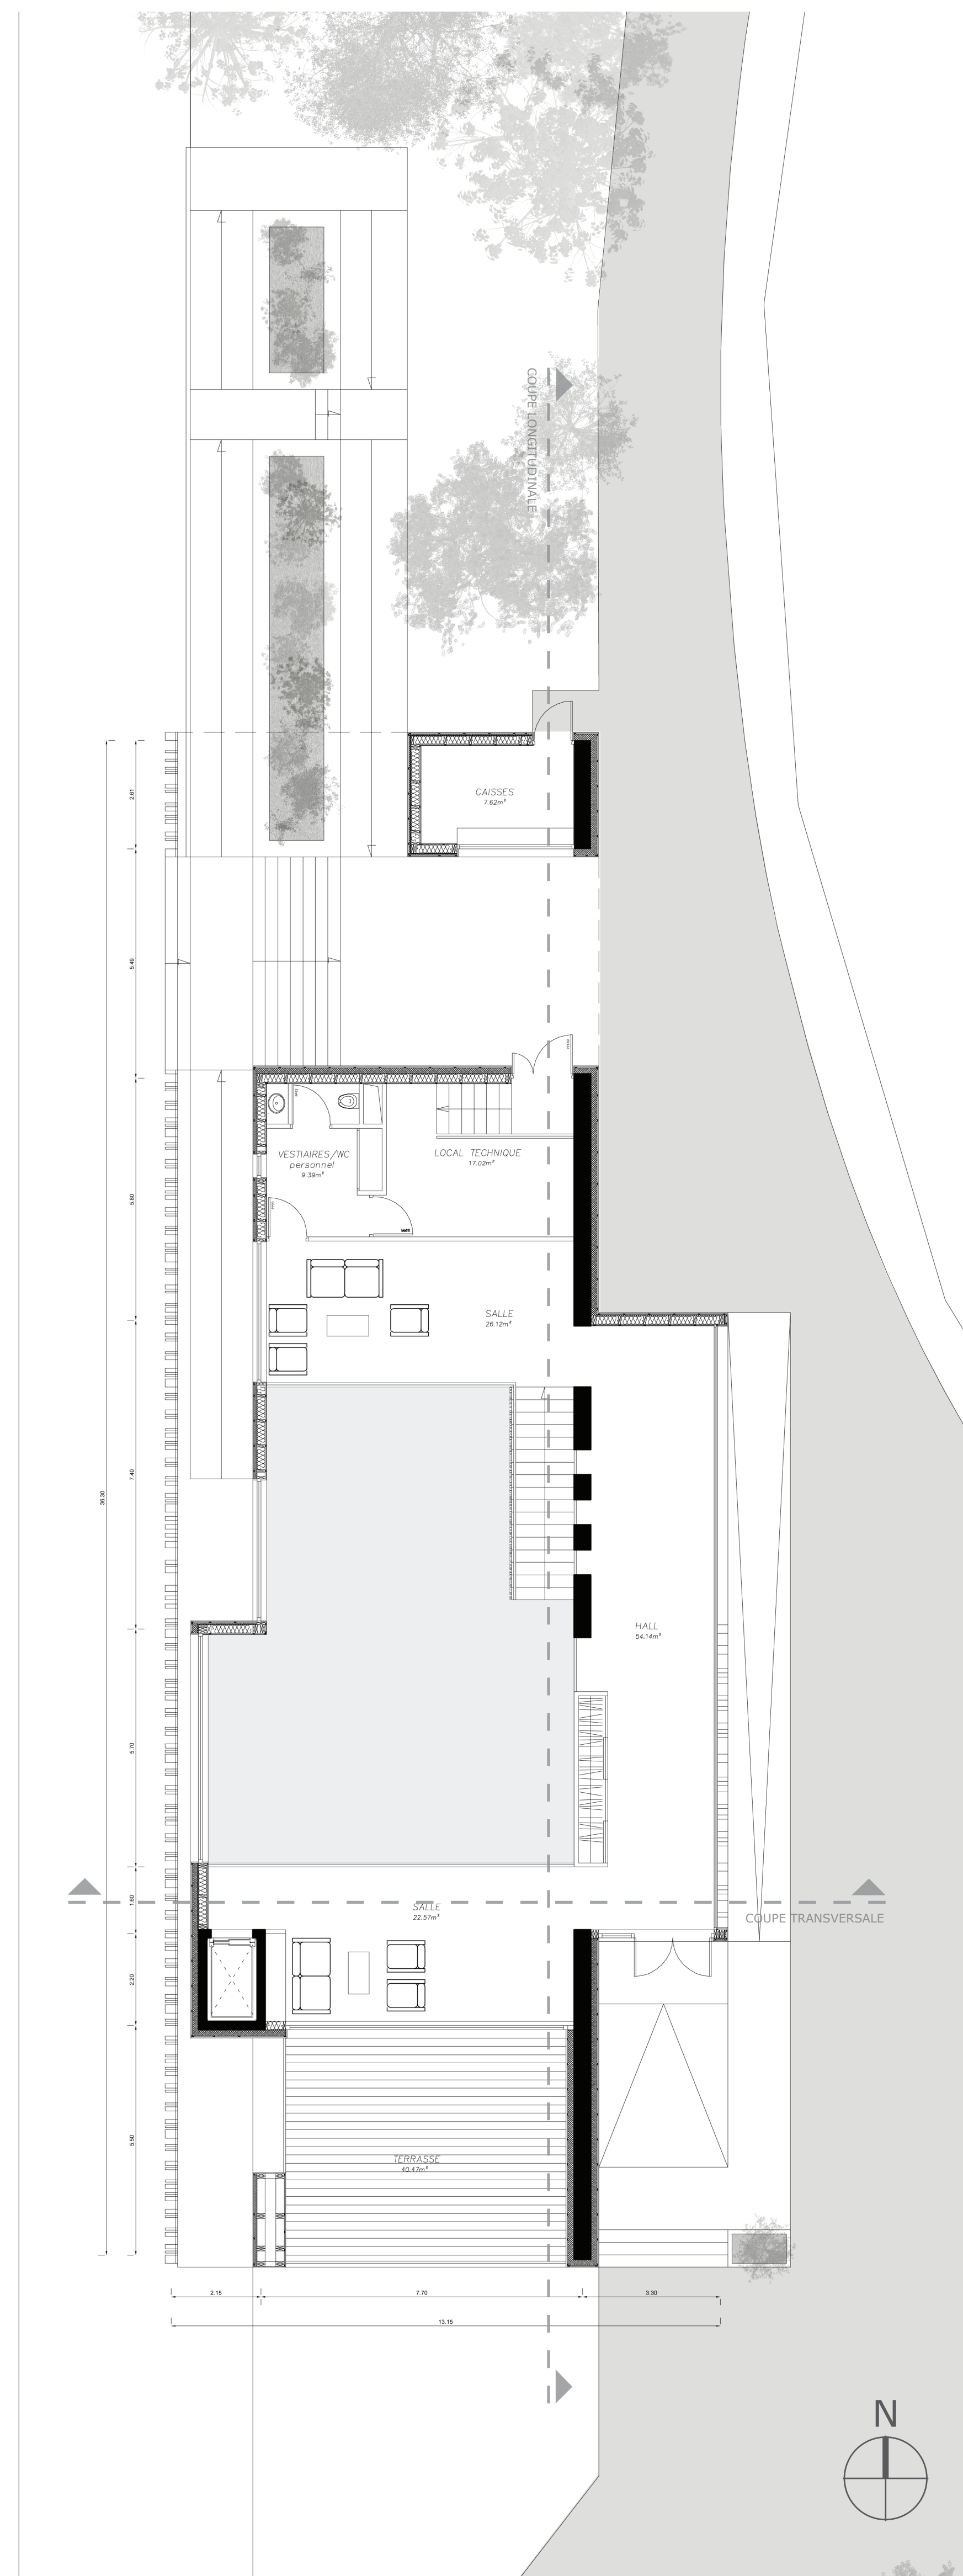 COUPE LONGITUDINALE
CAISSES
7.62m²
2.61
5.49
VESTIAIRES/WC
personnel
9.39m²
LOCAL TECHNIQUE
17.02m²
5.80
SALLE
26.12m²
7.40
36.30
HALL
54.14m²
5.70
1.60
SALLE
22.57m²
COUPE TRANSVERSALE
2.20
5.50
TERRASSE
40.47m²
2.15
7.70
3.30
13.15
N